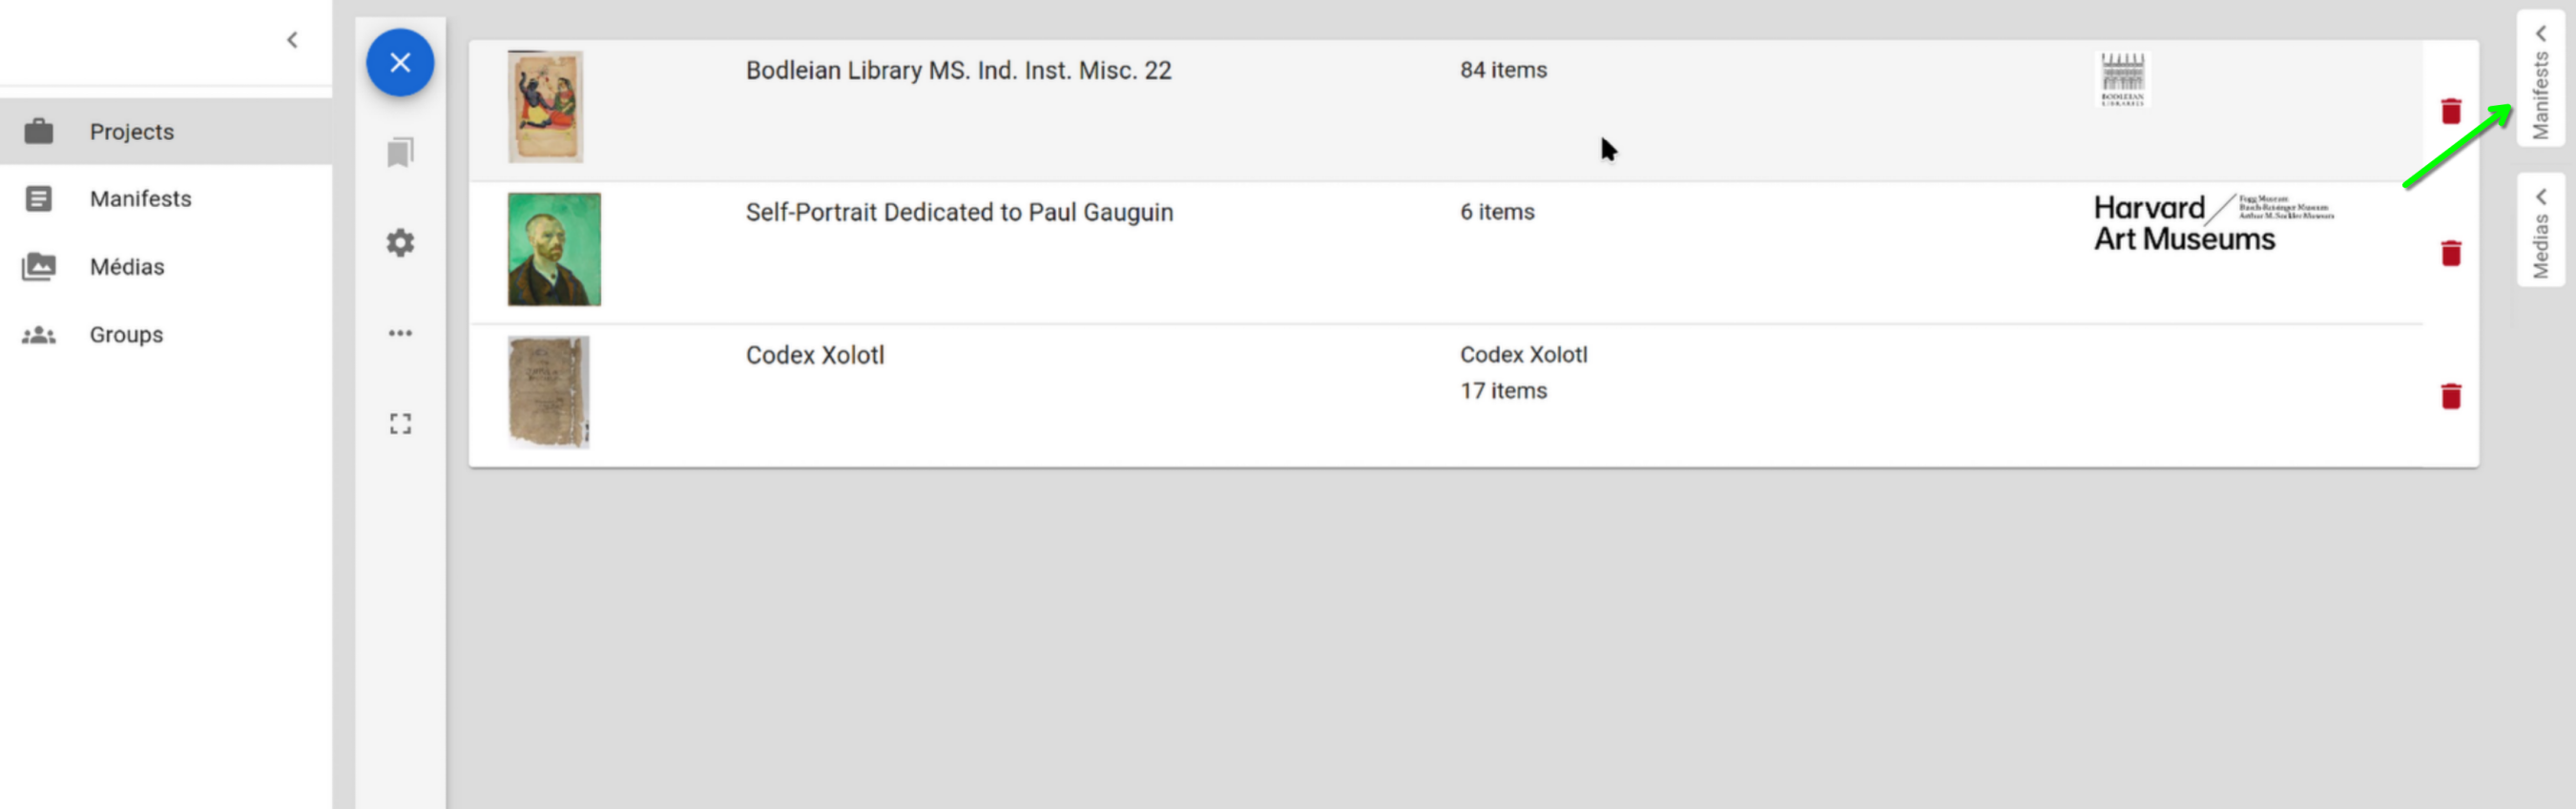 Projects
Manifests
Médias
Groups
Bodleian Library MS. Ind. Inst. Misc. 22
84 items
BODLEIAN
LIBRARIES
Self-Portrait Dedicated to Paul Gauguin
6 items
Harvard
Art Museums
Fogg Museum
Busch-Reisinger Museum
Arthur M. Sackler Museum
Codex Xolotl
Codex Xolotl
17 items
Manifests
Medias